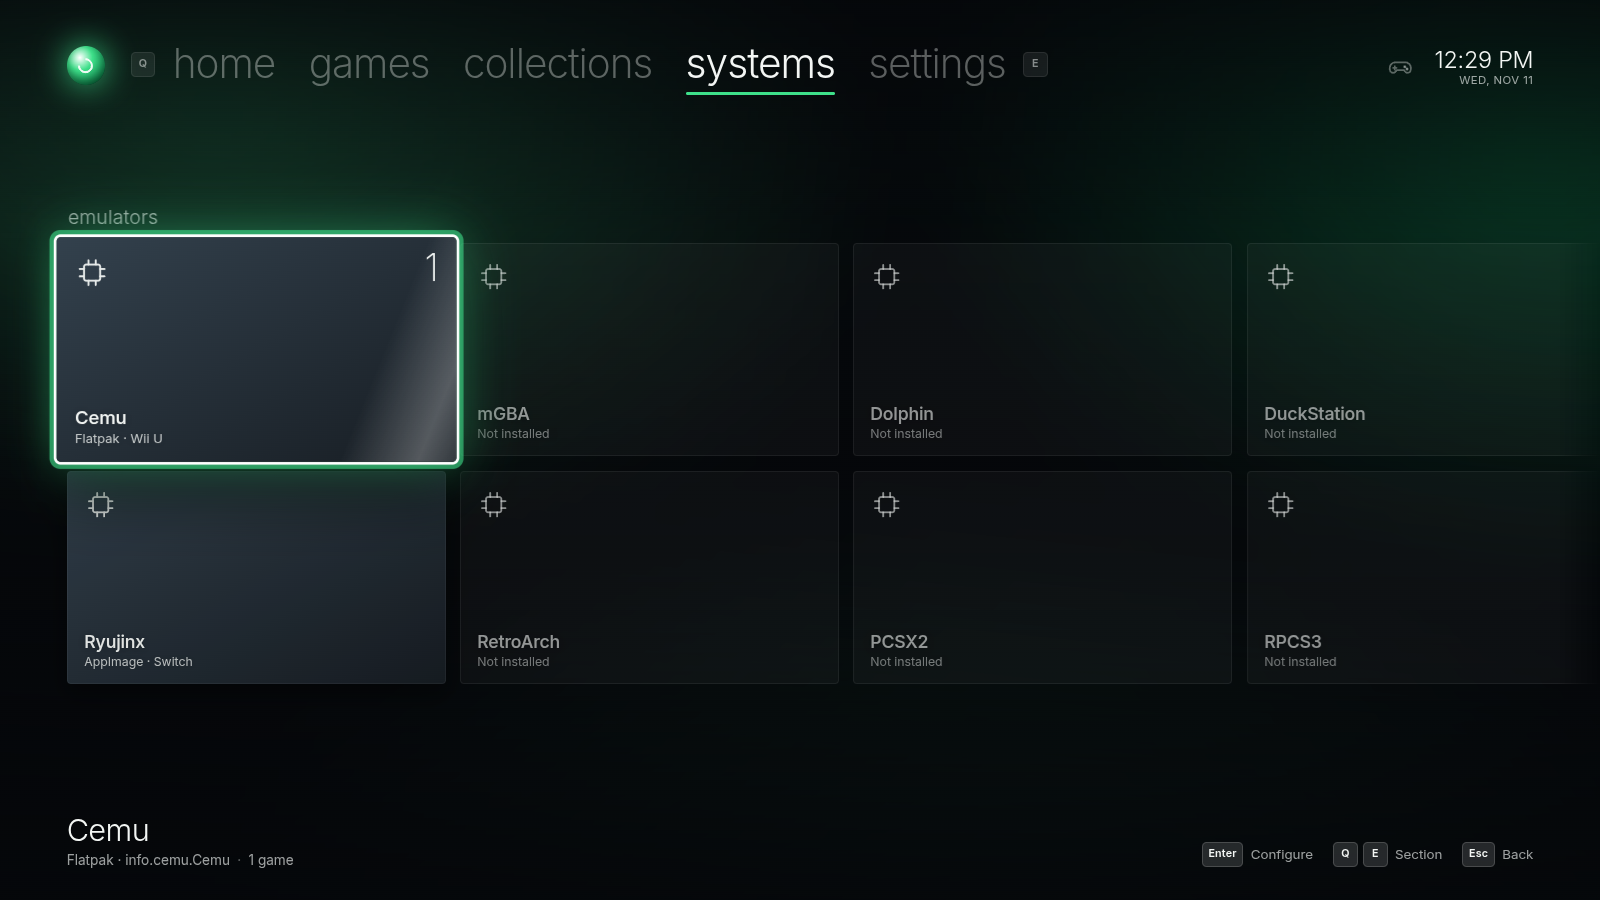 Q home games collections systems settings E
12:29 PM
WED, NOV 11
emulators
1
Cemu
Flatpak · Wii U
mGBA
Not installed
Dolphin
Not installed
DuckStation
Not installed
Ryujinx
AppImage · Switch
RetroArch
Not installed
PCSX2
Not installed
RPCS3
Not installed
Cemu
Flatpak · info.cemu.Cemu · 1 game
Enter Configure Q E Section Esc Back